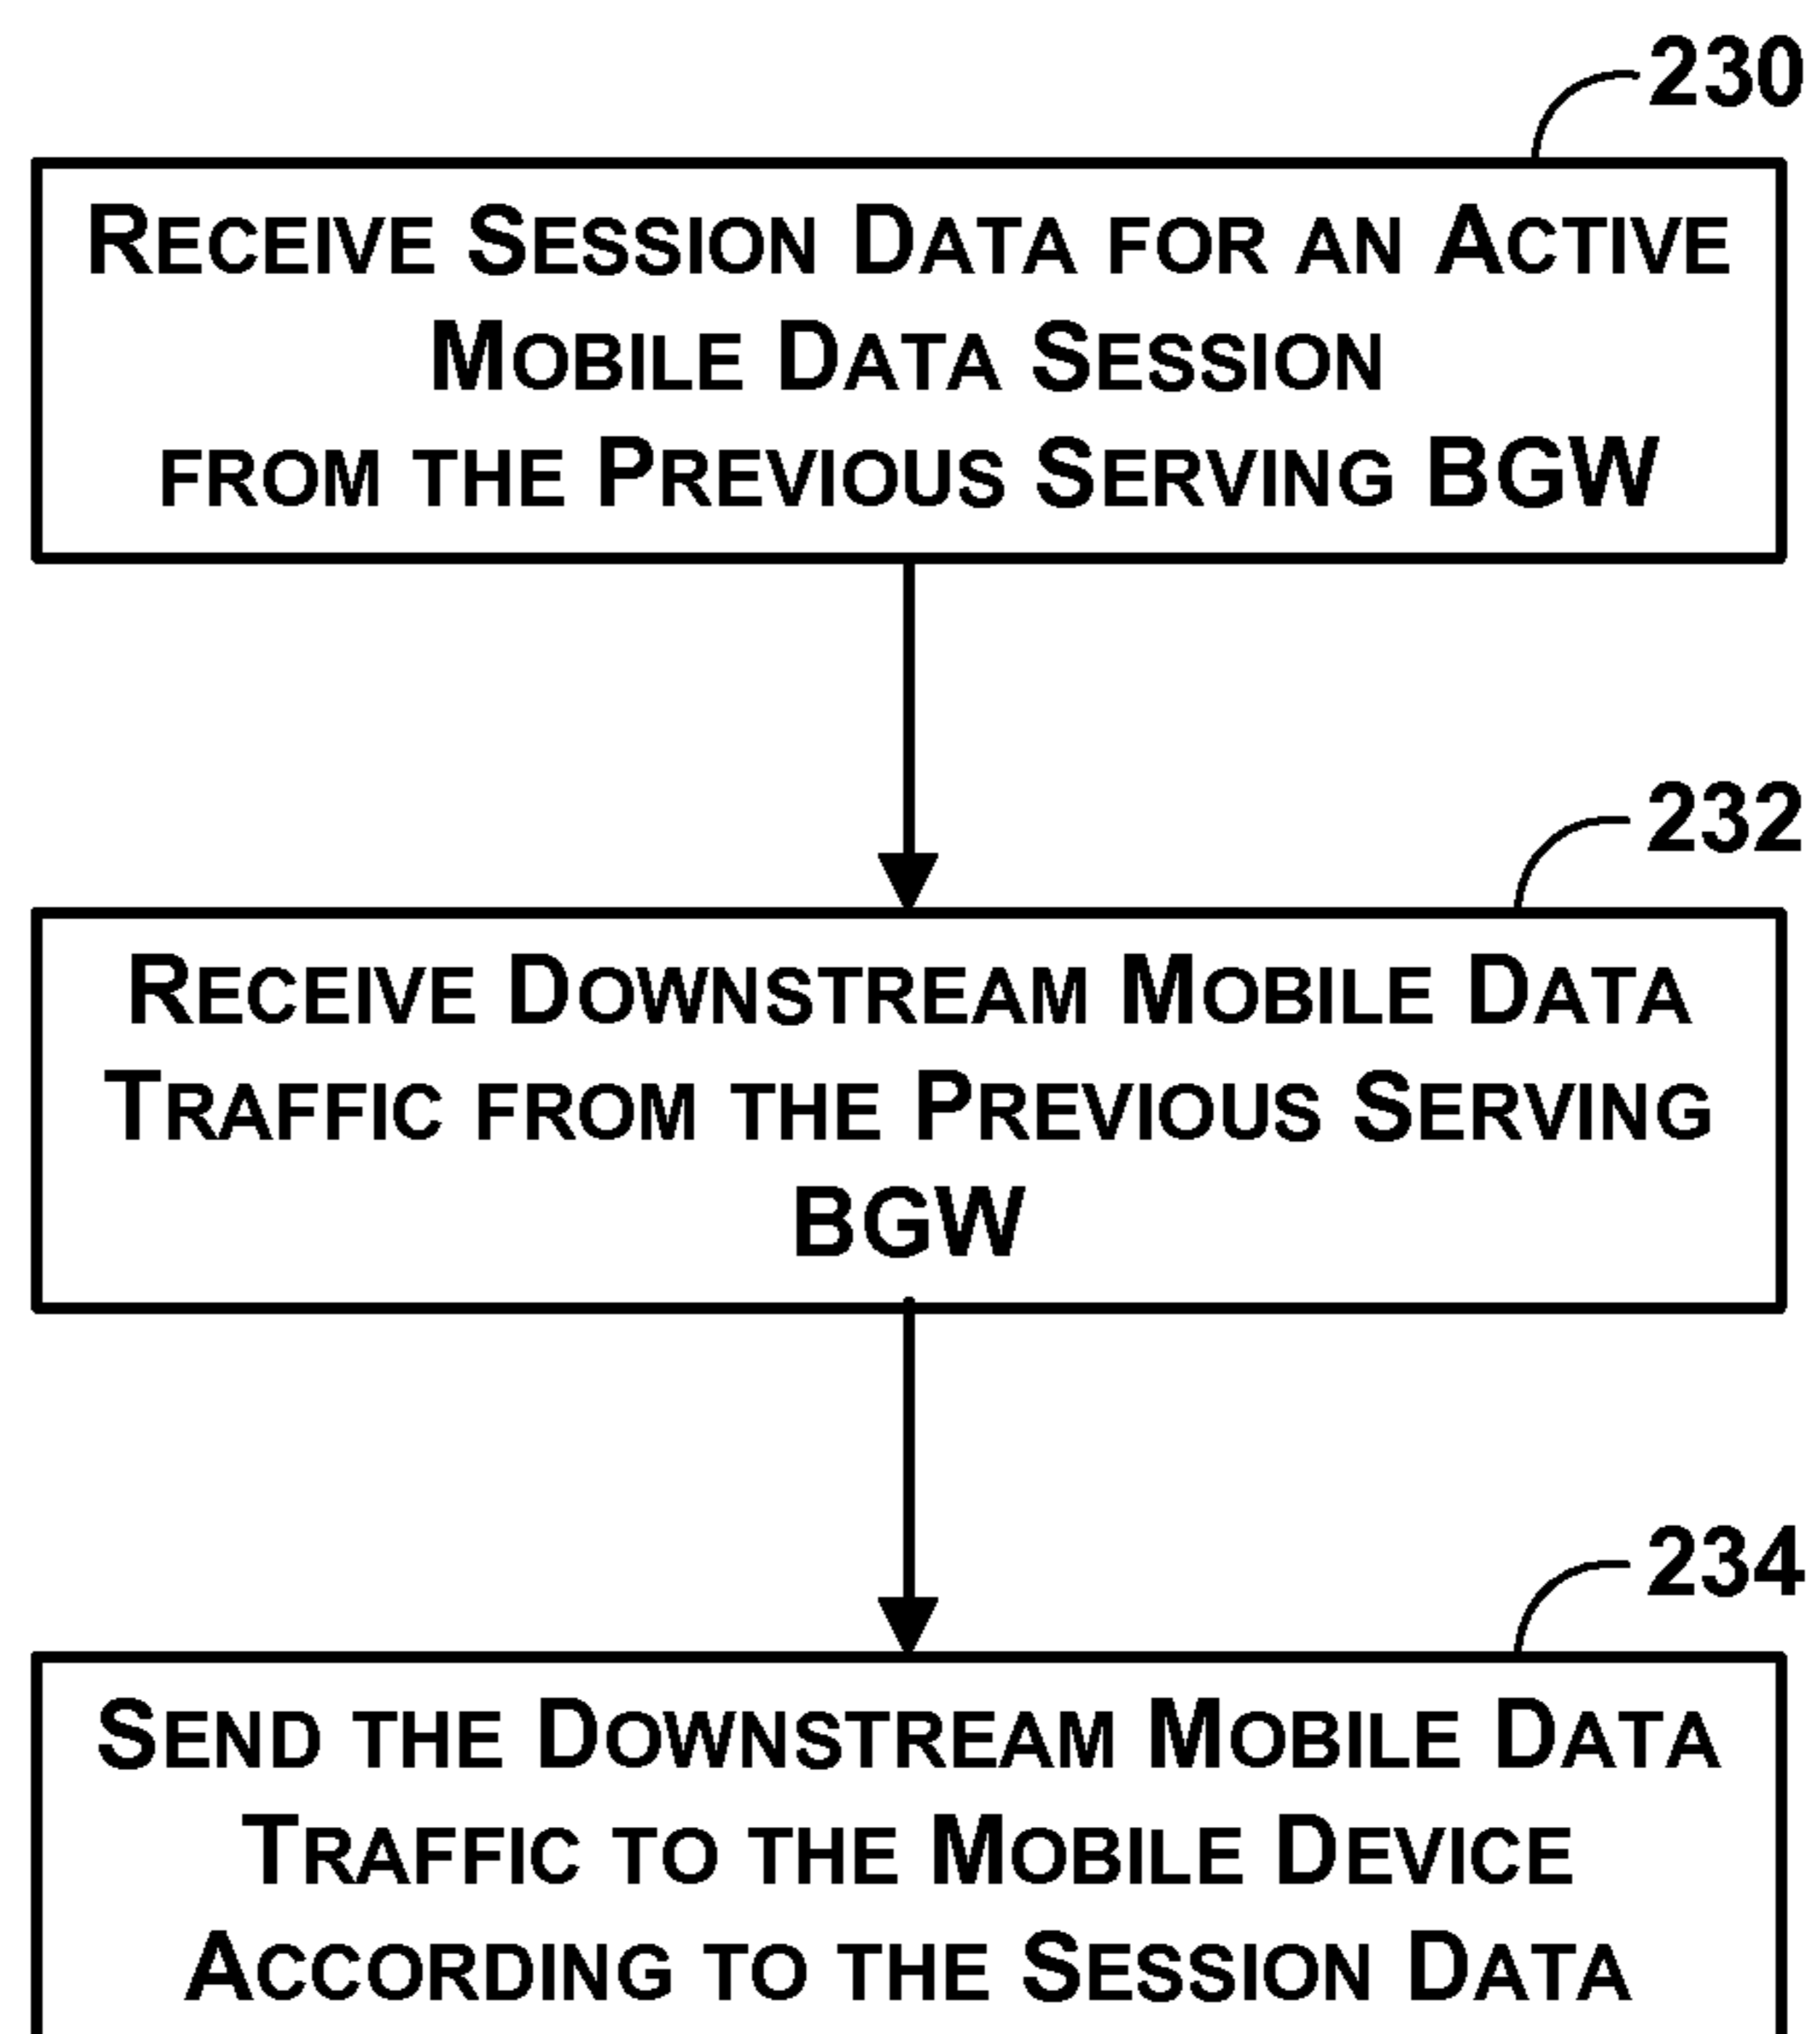 230
RECEIVE SESSION DATA FOR AN ACTIVE
MOBILE DATA SESSION
FROM THE PREVIOUS SERVING BGW
232
RECEIVE DOWNSTREAM MOBILE DATA
TRAFFIC FROM THE PREVIOUS SERVING
BGW
234
SEND THE DOWNSTREAM MOBILE DATA
TRAFFIC TO THE MOBILE DEVICE
ACCORDING TO THE SESSION DATA